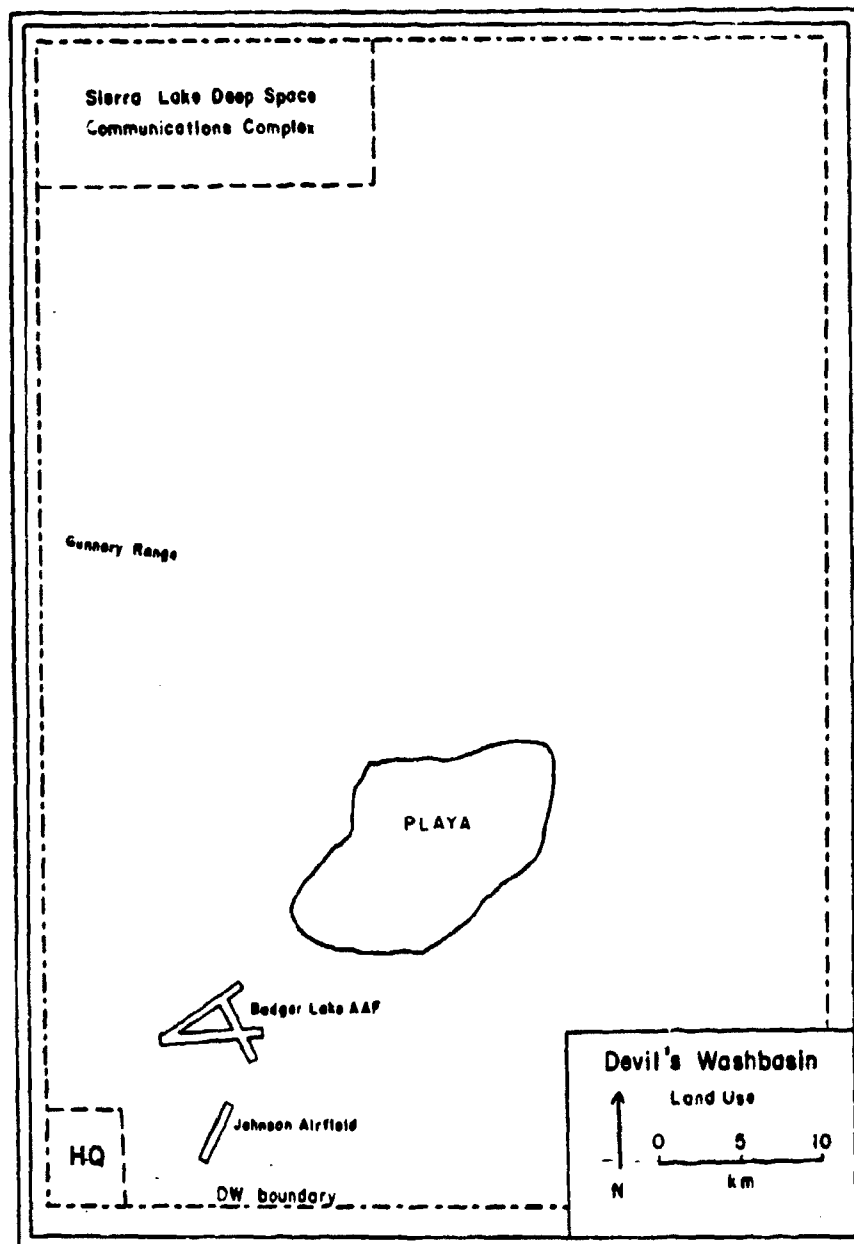 Sierra Lake Deep Space
Communications Complex
Gunnery Range
PLAYA
Badger Lake AAF
Johnson Airfield
HQ
DW boundary
Devil's Washbasin
Land Use
0 5 10
km
N